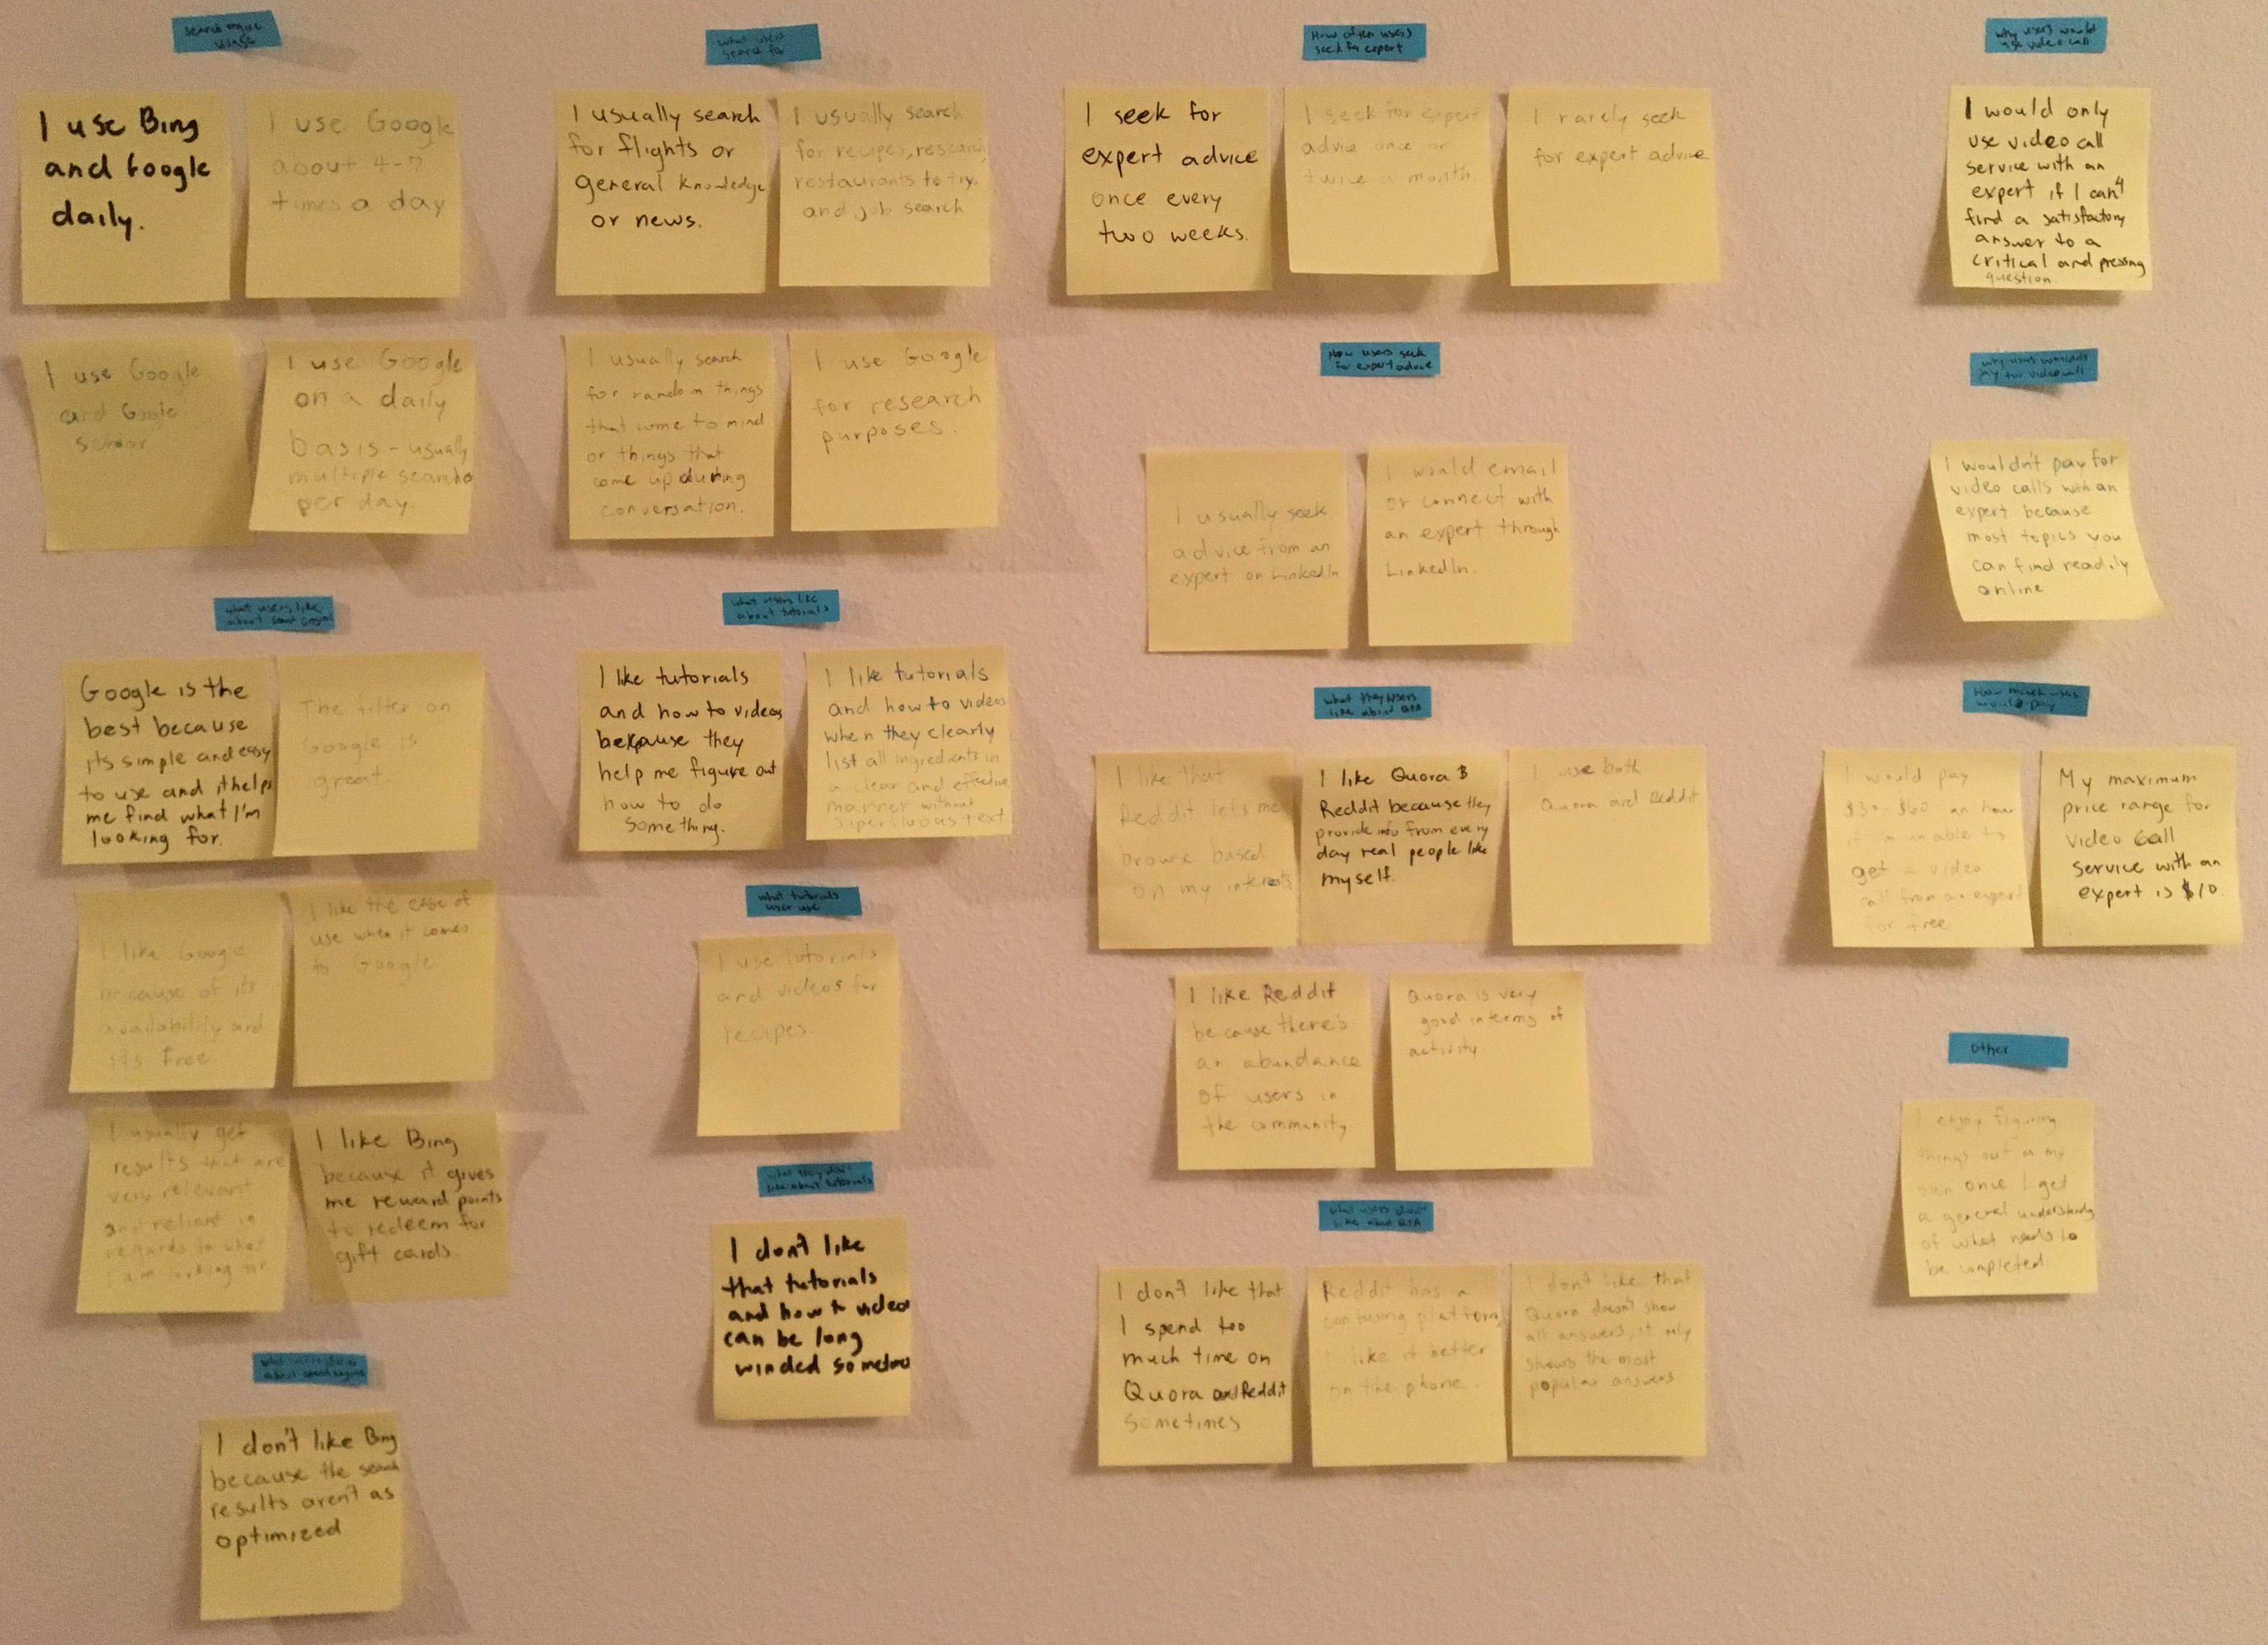 Search engine
usage
I use Bing
and Google
daily.
I use Google
about 4-7
times a day
I use Google
and Google
I use Google
on a daily
basis - usually
multiple
per day.
what users like
about
Google is the
best because
its simple and easy
to use and it helps
me find what I'm
looking for.
The filter on
Google is
great.
I like Google
because of its
availability and
its free
I like the ease of
use when it comes
to Google
I usually get
results that are
very relevant
and reliant in
regards to what
I am looking for
I like Bing
because it gives
me reward points
to redeem for
gift cards.
I don't like Bing
because the search
results aren't as
optimized
what users
search for
I usually search
for flights or
general knowledge
or news.
I usually search
for recipes, research,
restaurants to try,
and job search
I usually search
for random things
that come to mind
or things that
come up during
conversation.
I use Google
for research
purposes.
what users like
about tutorials
I like tutorials
and how to videos
because they
help me figure out
how to do
something.
I like tutorials
and how to videos
when they clearly
list all ingredients in
a clear and effective
manner without
superfluous text.
what tutorials
user use
I use tutorials
and videos for
recipes
what they don't
like about tutorials
I don't like
that tutorials
and how to videos
can be long
winded sometimes
How often users
seek for expert
I seek for
expert advice
once every
two weeks.
I seek for expert
advice once or
twice a month
I rarely seek
for expert advice
How users seek
for expert advice
I usually seek
advice from an
expert on LinkedIn
I would email
or connect with
an expert through
LinkedIn.
what they users
like about Q&A
I like that
Reddit lets me
browse based
on my interests
I like Quora &
Reddit because they
provide info from every
day real people like
myself.
I use both
Quora and Reddit
I like Reddit
because there's
an abundance
of users in
the community
Quora is very
good in terms of
activity.
what users don't
like about Q&A
I don't like that
I spend too
much time on
Quora and Reddit
sometimes
Reddit has a
confusing platform,
I like it better
on the phone.
I don't like that
Quora doesn't show
all answers, it only
shows the most
popular answers
why users would
use video call
I would only
use video call
service with an
expert if I can't
find a satisfactory
answer to a
critical and pressing
question
why users wouldn't
pay for video call
I wouldn't pay for
video calls with an
expert because
most topics you
can find readily
online
How much users
would pay
I would pay
$30-$60 an hour
if I'm unable to
get a video
call from an expert
for free
My maximum
price range for
video call
service with an
expert is $10.
Other
I enjoy figuring
things out on my
own once I get
a general understanding
of what needs to
be completed